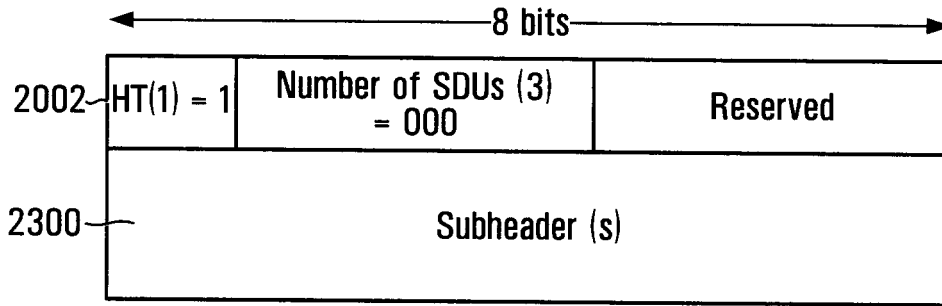 8 bits
2002
HT(1) = 1
Number of SDUs (3)
= 000
Reserved
2300
Subheader (s)